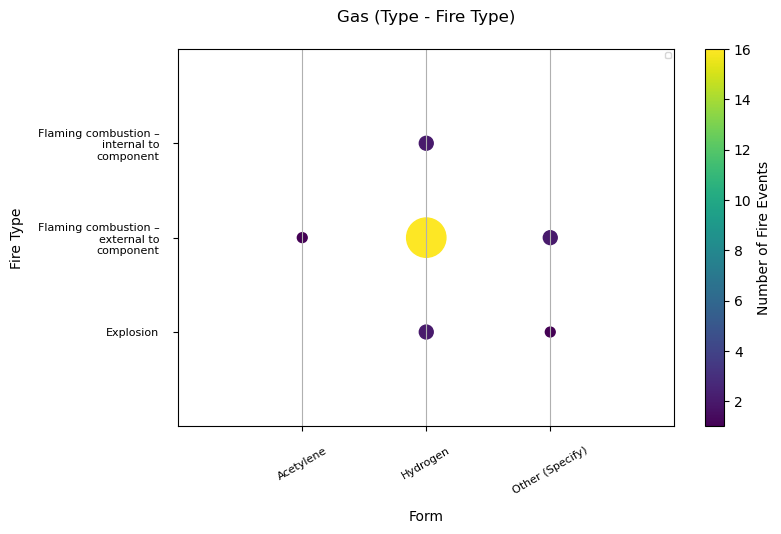 Gas (Type - Fire Type)
Flaming combustion –
internal to
component
Flaming combustion –
external to
component
Explosion
Fire Type
Acetylene
Hydrogen
Other (Specify)
Form
16
14
12
10
8
6
4
2
Number of Fire Events